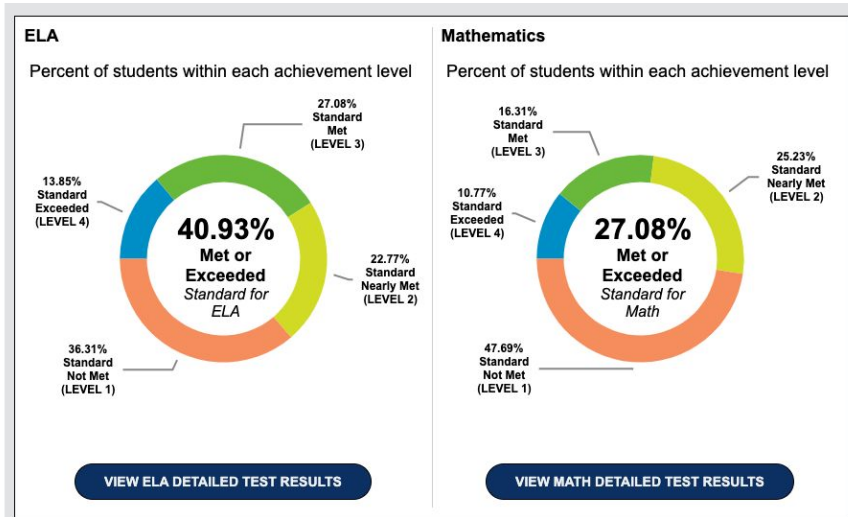 ELA
Percent of students within each achievement level
27.08%
Standard
Met
(LEVEL 3)
13.85%
Standard
Exceeded
(LEVEL 4)
40.93%
Met or
Exceeded
Standard for
ELA
22.77%
Standard
Nearly Met
(LEVEL 2)
36.31%
Standard
Not Met
(LEVEL 1)
VIEW ELA DETAILED TEST RESULTS
Mathematics
Percent of students within each achievement level
16.31%
Standard
Met
(LEVEL 3)
25.23%
Standard
Nearly Met
(LEVEL 2)
10.77%
Standard
Exceeded
(LEVEL 4)
27.08%
Met or
Exceeded
Standard for
Math
47.69%
Standard
Not Met
(LEVEL 1)
VIEW MATH DETAILED TEST RESULTS